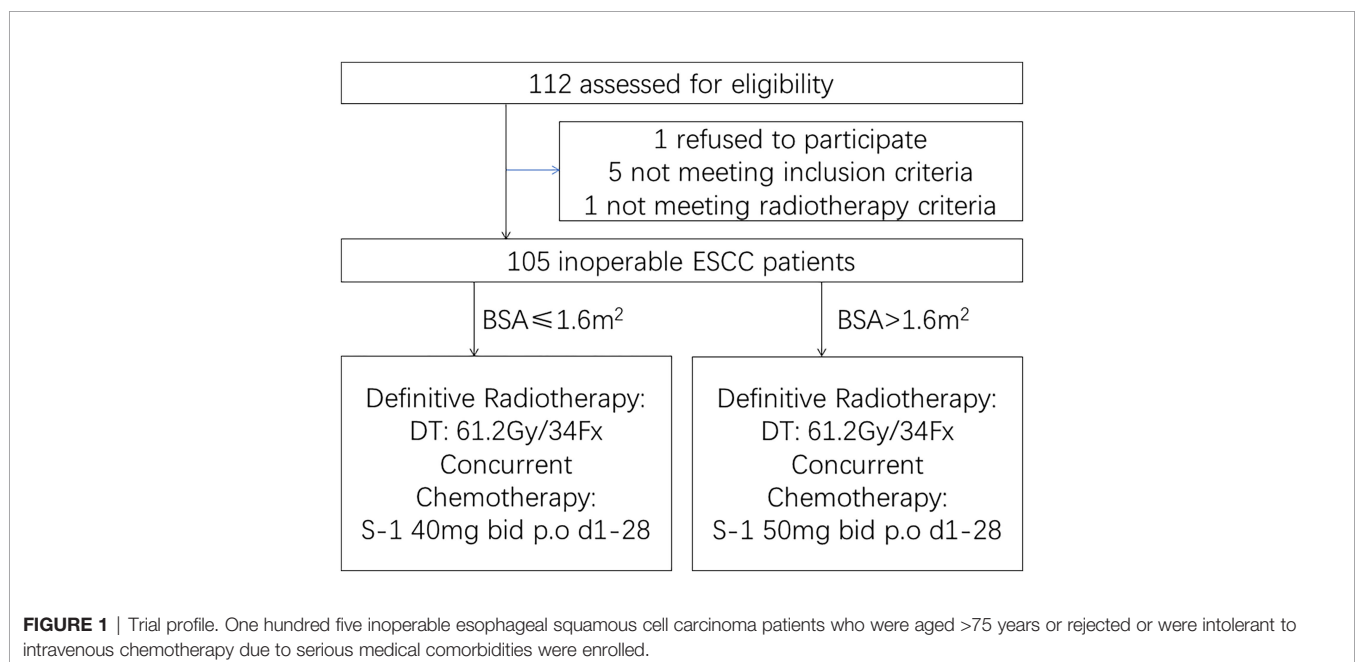 112 assessed for eligibility
1 refused to participate
5 not meeting inclusion criteria
1 not meeting radiotherapy criteria
105 inoperable ESCC patients
BSA⩽1.6m²
BSA>1.6m²
Definitive Radiotherapy:
DT: 61.2Gy/34Fx
Concurrent
Chemotherapy:
S-1 40mg bid p.o d1-28
Definitive Radiotherapy:
DT: 61.2Gy/34Fx
Concurrent
Chemotherapy:
S-1 50mg bid p.o d1-28
FIGURE 1 | Trial profile. One hundred five inoperable esophageal squamous cell carcinoma patients who were aged >75 years or rejected or were intolerant to
intravenous chemotherapy due to serious medical comorbidities were enrolled.